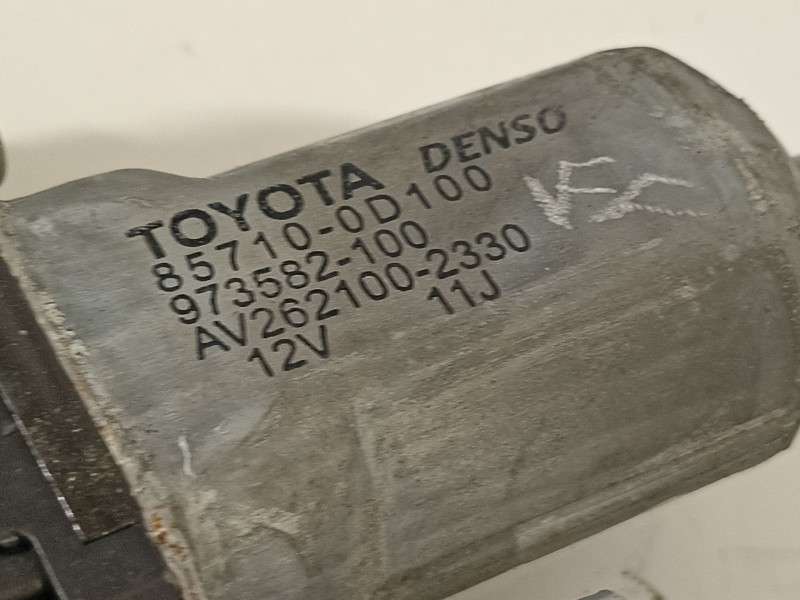 TOYOTA DENSO
85710-0D100
973582-100
AV262100-2330
12V 11J